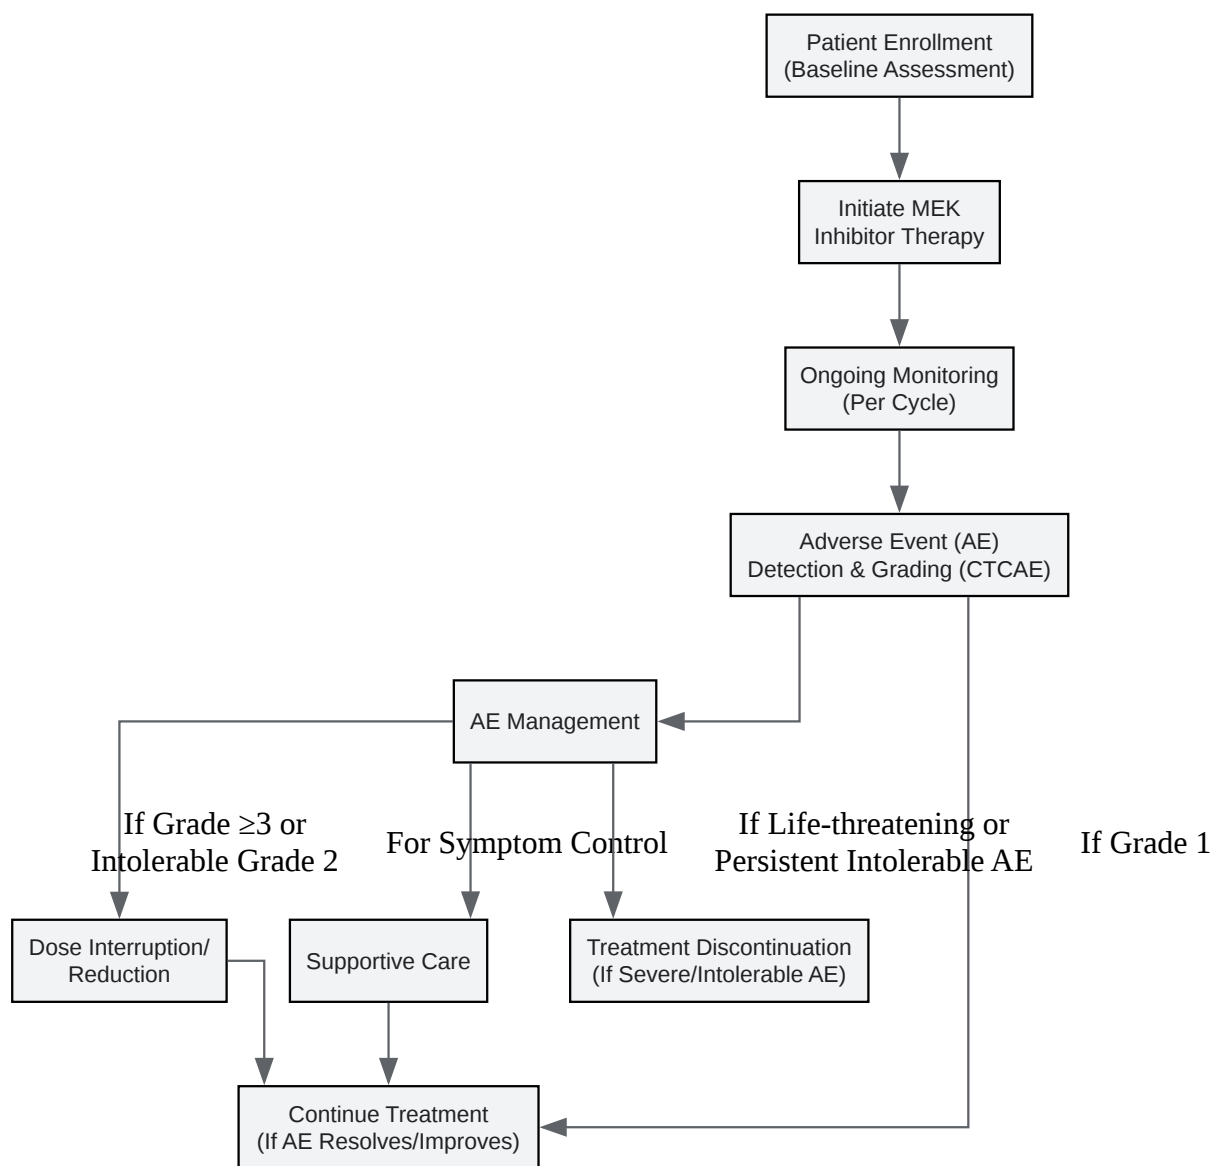 Patient Enrollment
(Baseline Assessment)
Initiate MEK
Inhibitor Therapy
Ongoing Monitoring
(Per Cycle)
Adverse Event (AE)
Detection & Grading (CTCAE)
AE Management
If Grade ≥3 or
Intolerable Grade 2
For Symptom Control
If Life-threatening or
Persistent Intolerable AE
If Grade 1
Dose Interruption/
Reduction
Supportive Care
Treatment Discontinuation
(If Severe/Intolerable AE)
Continue Treatment
(If AE Resolves/Improves)